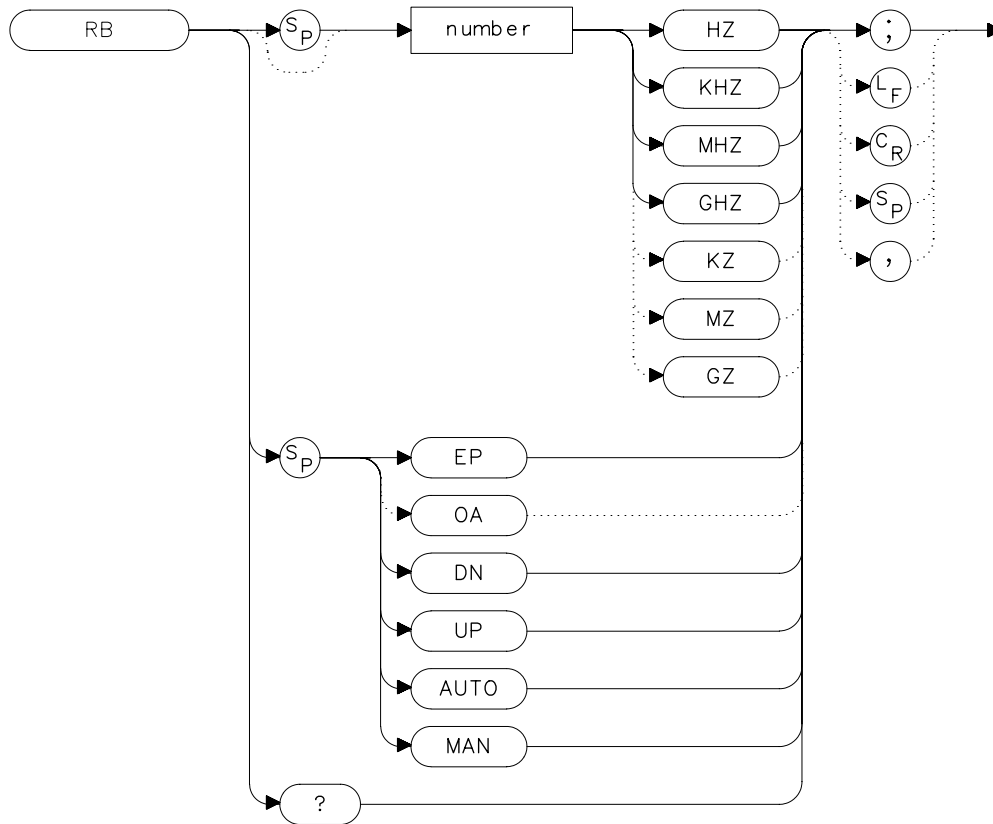 RB
SP
number
HZ
;
KHZ
LF
MHZ
CR
GHZ
SP
KZ
,
MZ
GZ
SP
EP
OA
DN
UP
AUTO
MAN
?